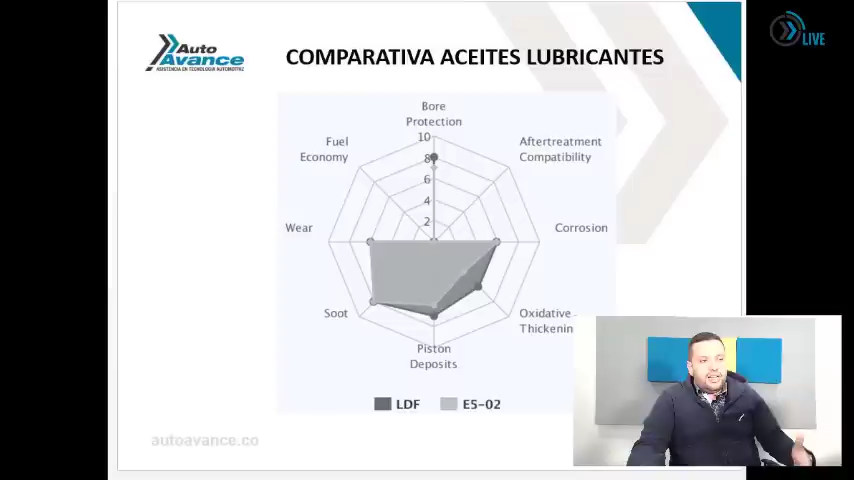 LIVE
Auto
Avance
ASISTENCIA EN TECNOLOGIA AUTOMOTRIZ
COMPARATIVA ACEITES LUBRICANTES
Bore
Protection
10
8
6
4
2
Fuel
Economy
Aftertreatment
Compatibility
Wear
Corrosion
Soot
Oxidative
Thickenin
Piston
Deposits
LDF
E5-02
autoavance.co